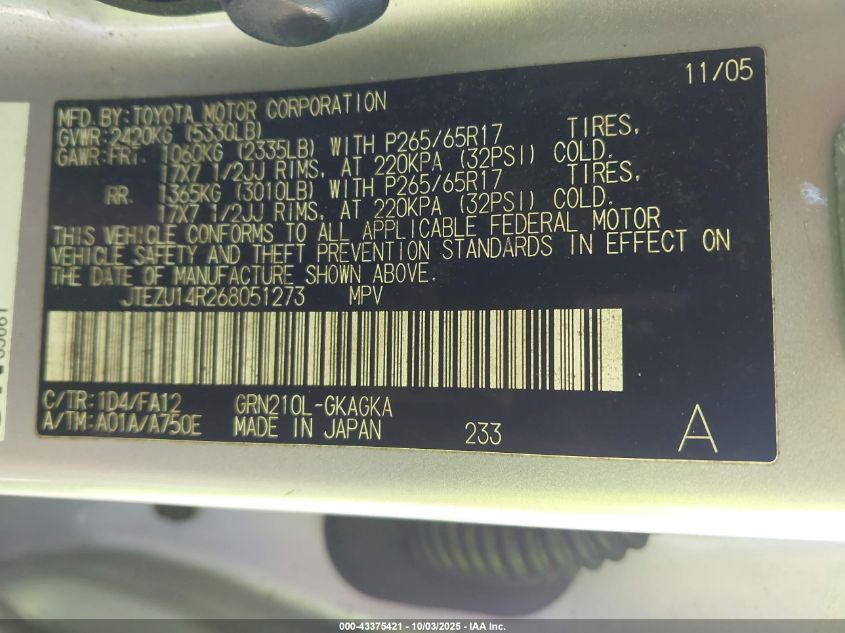 11/05
MFD. BY: TOYOTA MOTOR CORPORATION
GVWR: 2420KG (5330LB)
GAWR: FRT. 1060KG (2335LB) WITH P265/65R17 TIRES,
17X7 1/2JJ RIMS, AT 220KPA (32PSI) COLD.
RR. 1365KG (3010LB) WITH P265/65R17 TIRES,
17X7 1/2JJ RIMS, AT 220KPA (32PSI) COLD.
THIS VEHICLE CONFORMS TO ALL APPLICABLE FEDERAL MOTOR
VEHICLE SAFETY AND THEFT PREVENTION STANDARDS IN EFFECT ON
THE DATE OF MANUFACTURE SHOWN ABOVE.
JTEZU14R268051273 MPV
C/TR: 1D4/FA12 GRN210L-GKAGKA
A/TM: A01A/A750E MADE IN JAPAN 233 A
000-43375421 - 10/03/2025 - IAA Inc.